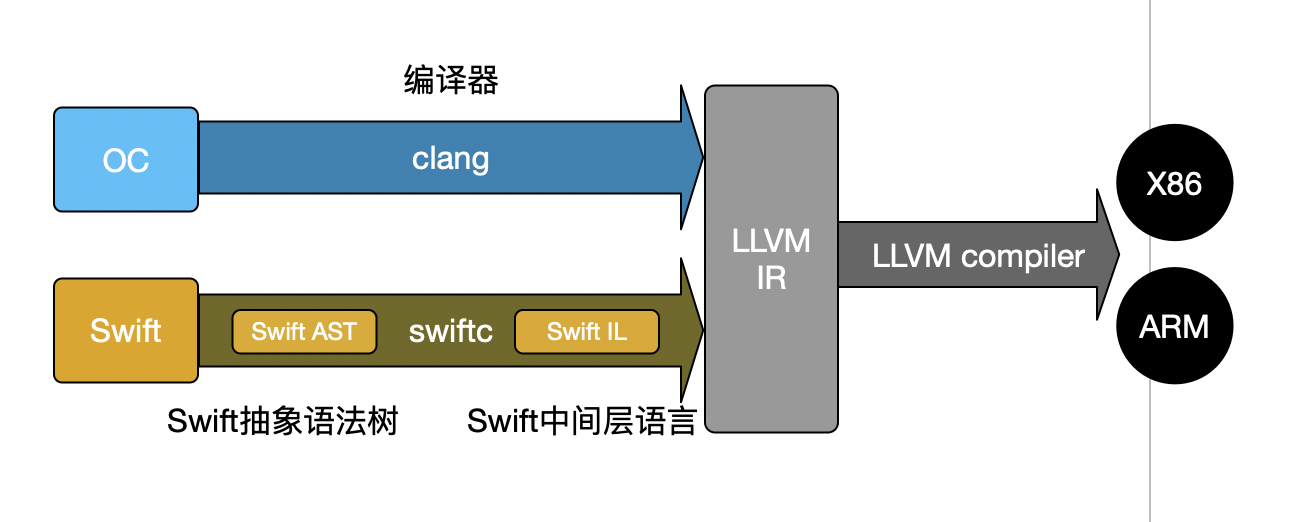 编译器
OC
clang
Swift
Swift AST
swiftc
Swift IL
Swift抽象语法树
Swift中间层语言
LLVM
IR
LLVM compiler
X86
ARM